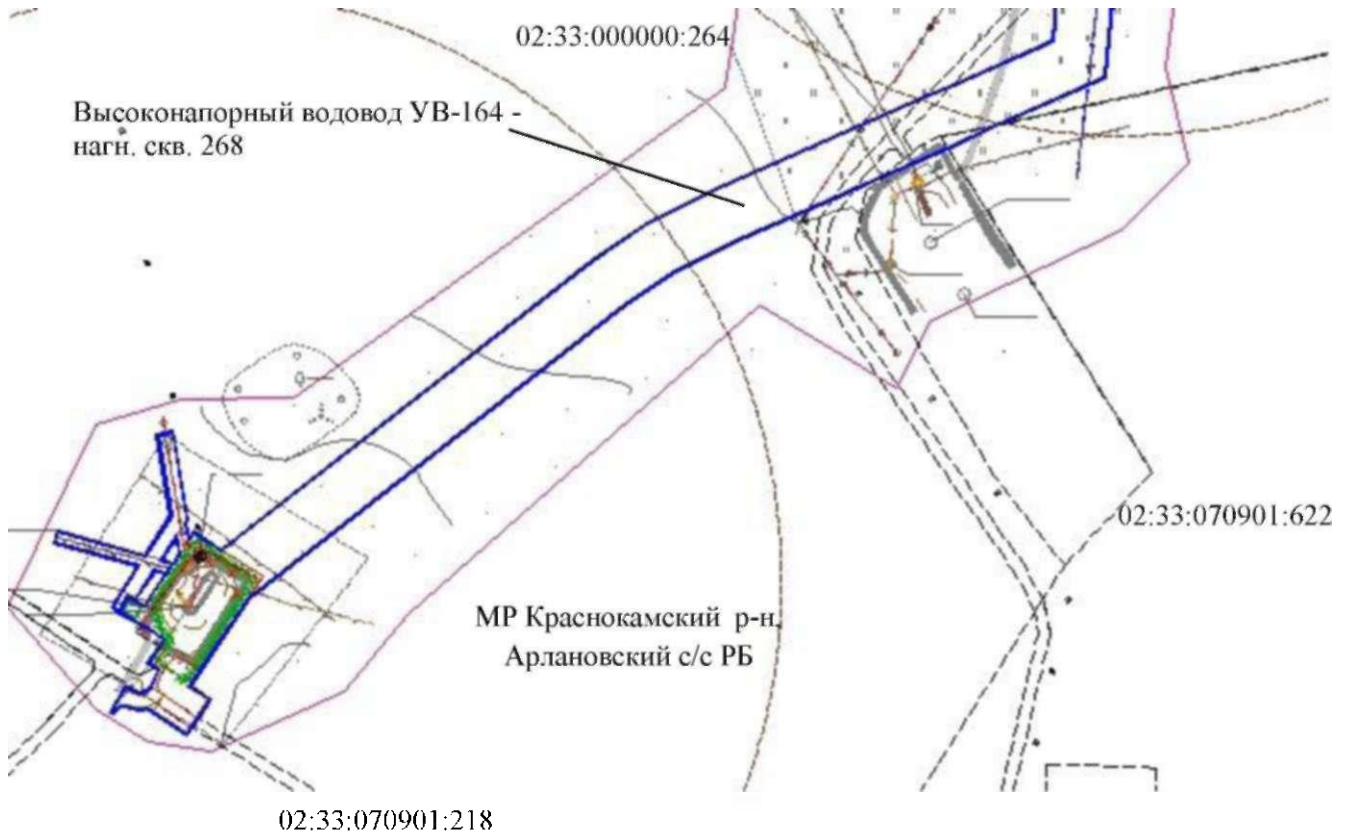 02:33:000000:264
Высоконапорный водовод УВ-164 -
нагн. скв. 268
02:33:070901:622
МР Краснокамский р-н,
Арлановский с/с РБ
02:33:070901:218